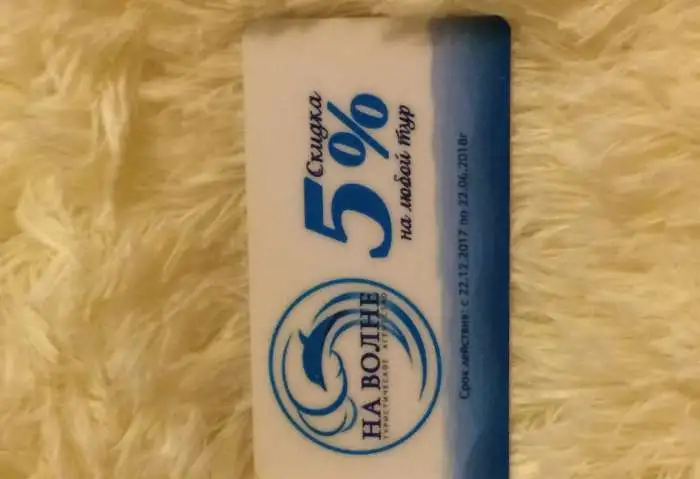 НА ВОЛНЕ
ТУРИСТИЧЕСКОЕ АГЕНТСТВО
Скидка
5%
на любой тур
Срок действия: с 22.12.2017 по 22.06.2018г